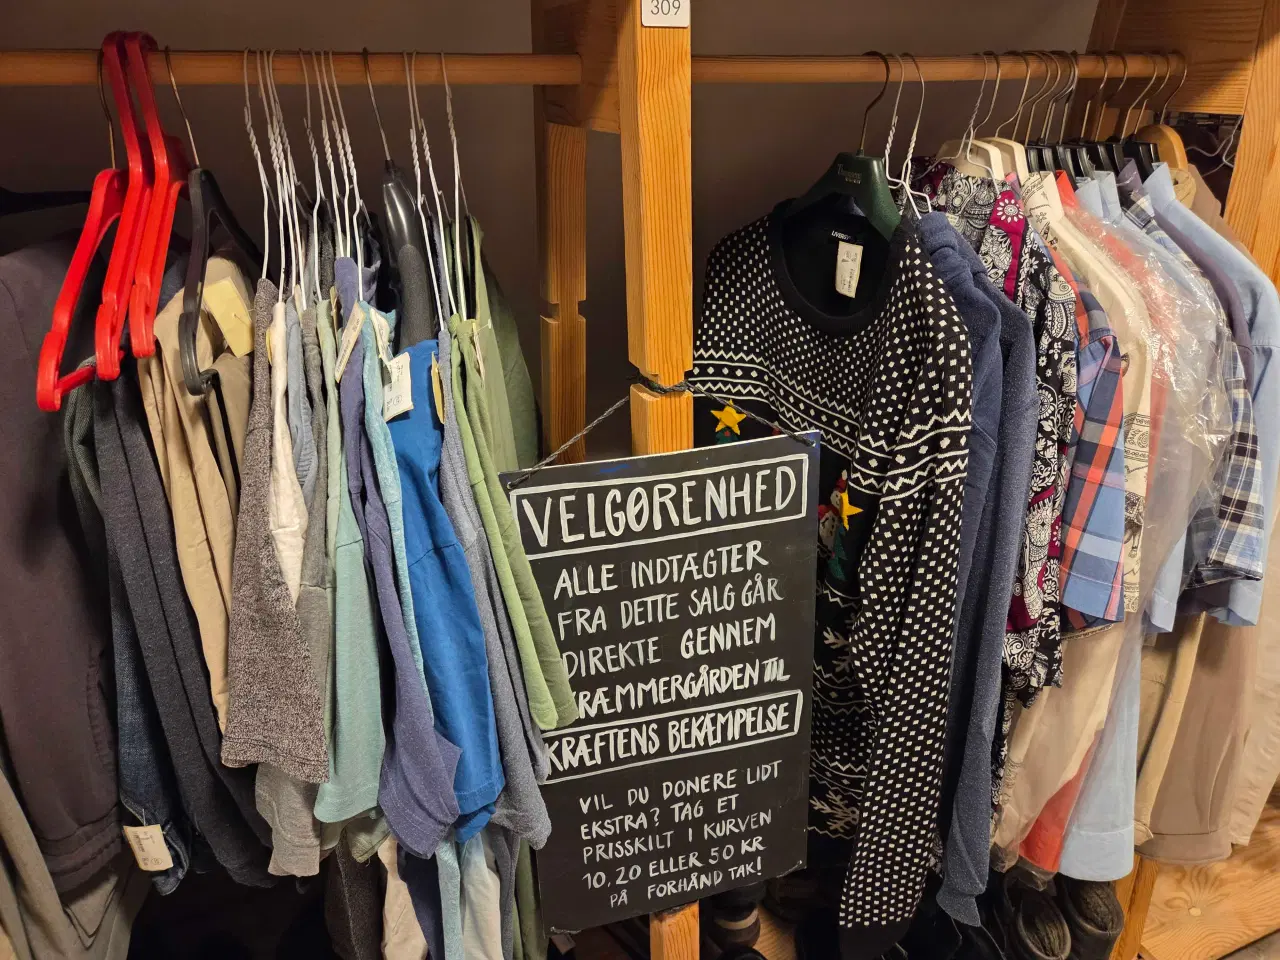 309
VELGØRENHED
ALLE INDTÆGTER
FRA DETTE SALG GÅR
DIREKTE GENNEM
KRÆMMERGÅRDEN TIL
KRÆFTENS BEKÆMPELSE
VIL DU DONERE LIDT
EKSTRA? TAG ET
PRISSKILT I KURVEN
10, 20 ELLER 50 KR
PÅ FORHÅND TAK!